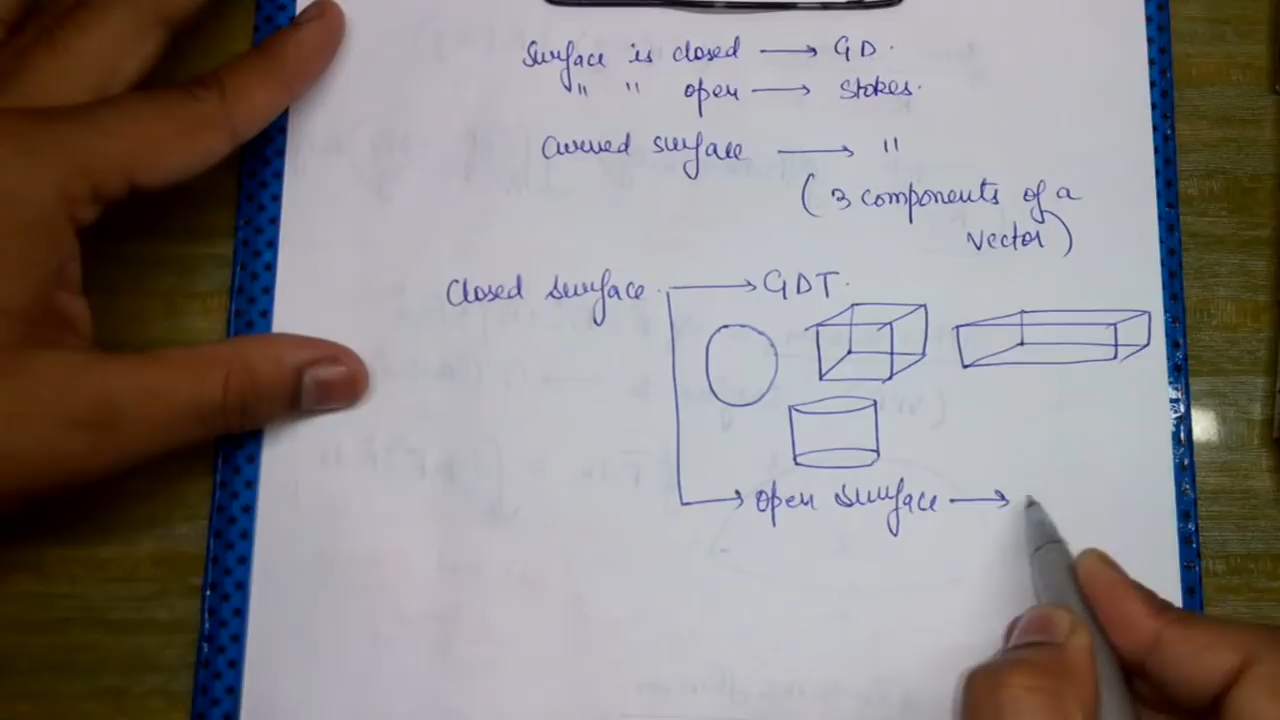 Surface is closed → GD.
" " open → Stokes.
Curved surface → "
( 3 components of a
vector )
Closed surface → GDT.
→ open surface →